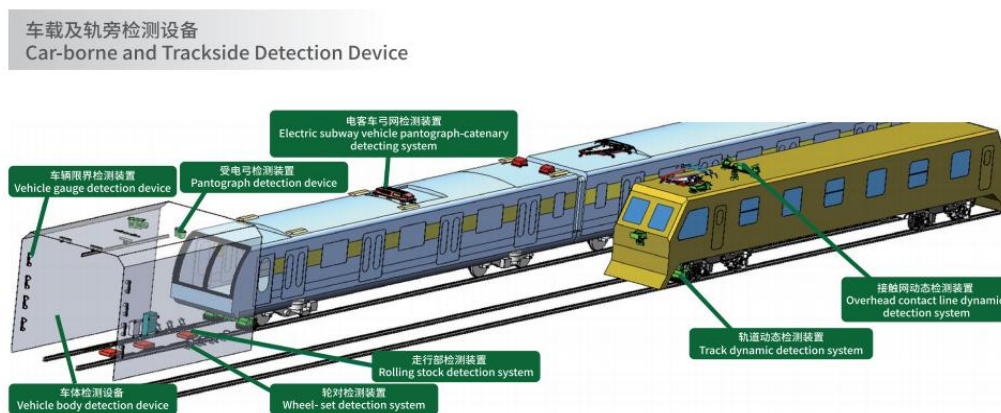 车载及轨旁检测设备
Car-borne and Trackside Detection Device
电客车弓网检测装置
Electric subway vehicle pantograph-catenary
detecting system
车辆限界检测装置
Vehicle gauge detection device
受电弓检测装置
Pantograph detection device
接触网动态检测装置
Overhead contact line dynamic
detection system
轨道动态检测装置
Track dynamic detection system
走行部检测装置
Rolling stock detection system
车体检测设备
Vehicle body detection device
轮对检测装置
Wheel- set detection system